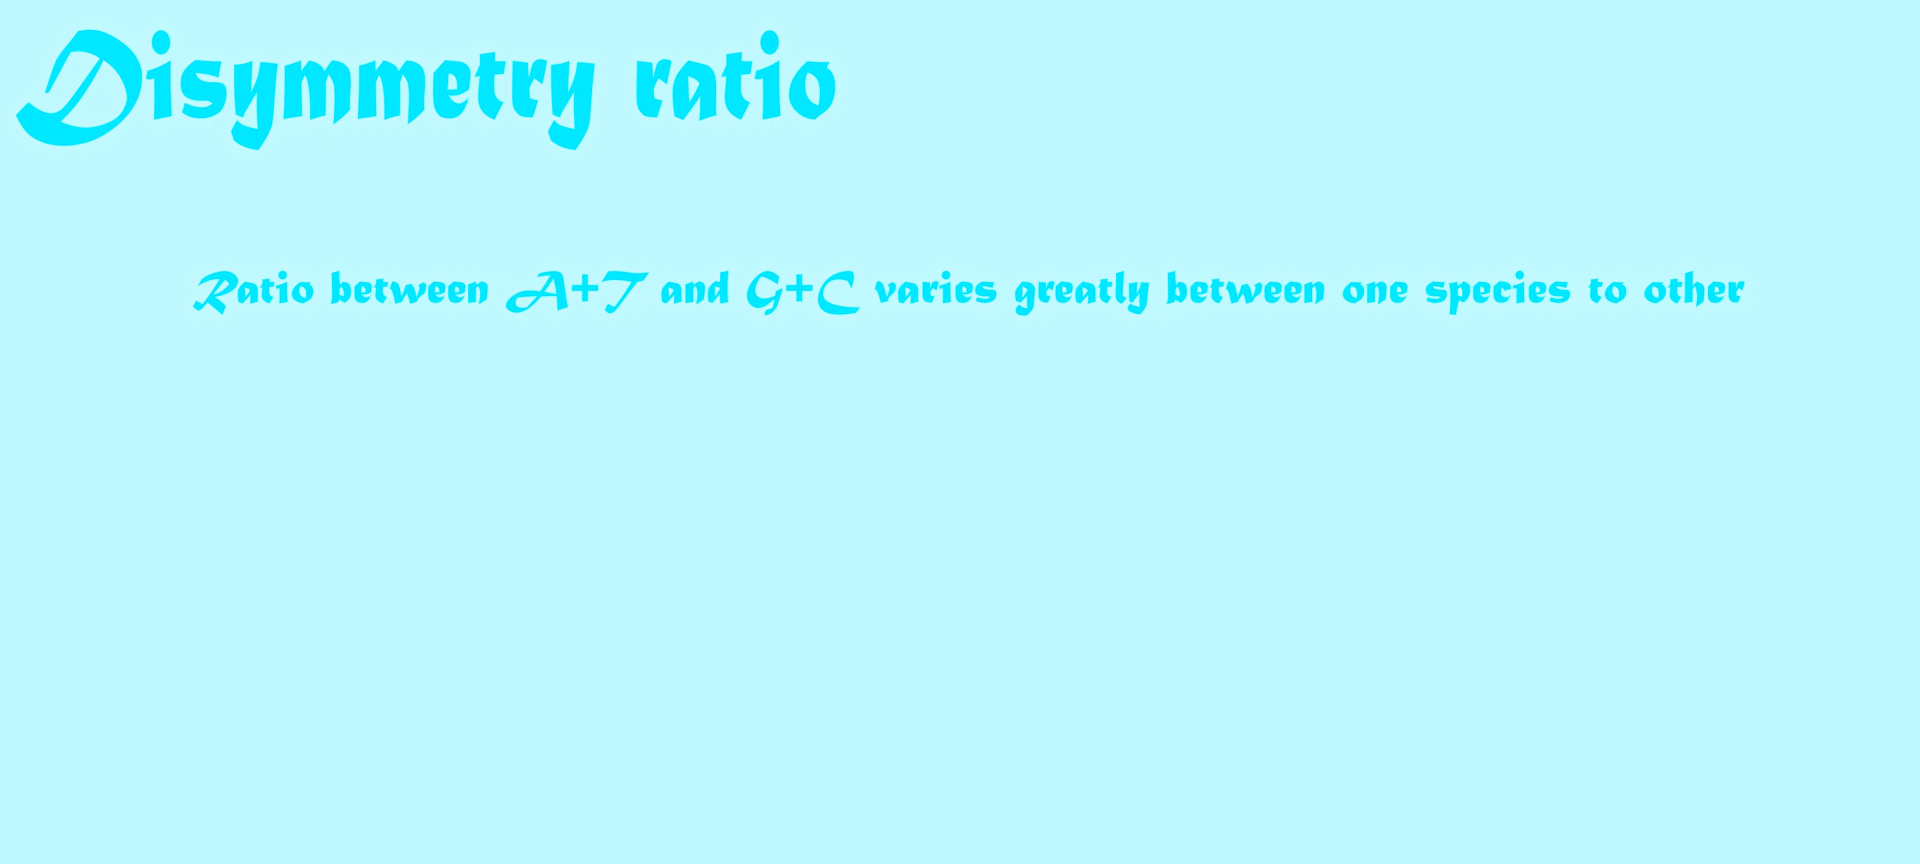 Disymmetry ratio
Ratio between A+T and G+C varies greatly between one species to other